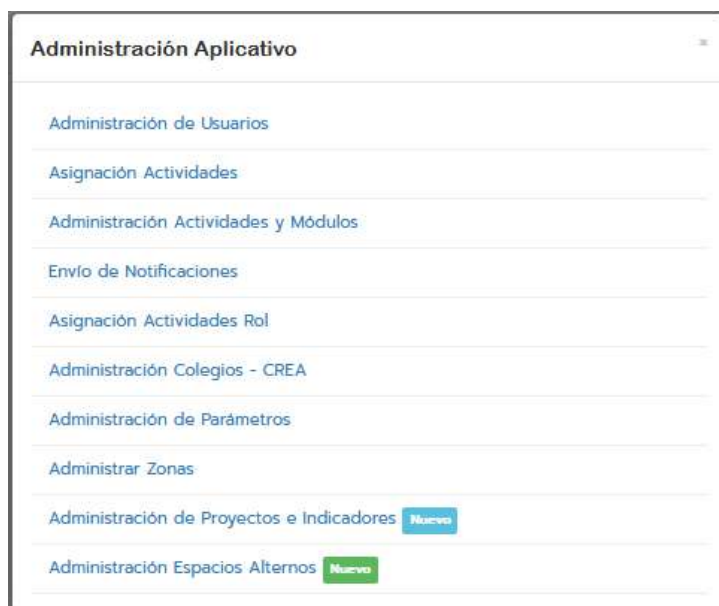 Administración Aplicativo
×
Administración de Usuarios
Asignación Actividades
Administración Actividades y Módulos
Envío de Notificaciones
Asignación Actividades Rol
Administración Colegios - CREA
Administración de Parámetros
Administrar Zonas
Administración de Proyectos e Indicadores Nuevo
Administración Espacios Alternos Nuevo